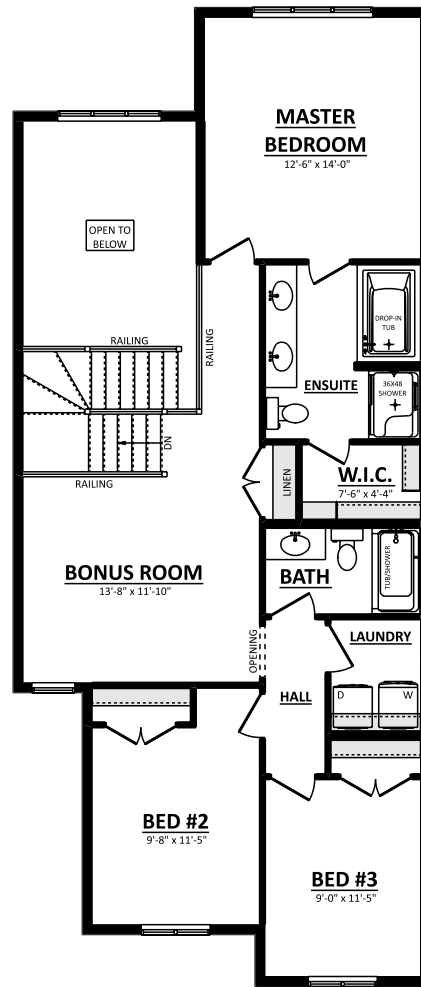 MASTER
BEDROOM
12'-6" x 14'-0"
OPEN TO
BELOW
DROP-IN
TUB
RAILING
RAILING
ENSUITE
36X48
SHOWER
DN
RAILING
LINEN
W.I.C.
7'-6" x 4'-4"
BONUS ROOM
13'-8" x 11'-10"
BATH
TUB/SHOWER
OPENING
LAUNDRY
HALL
D
W
BED #2
9'-8" x 11'-5"
BED #3
9'-0" x 11'-5"